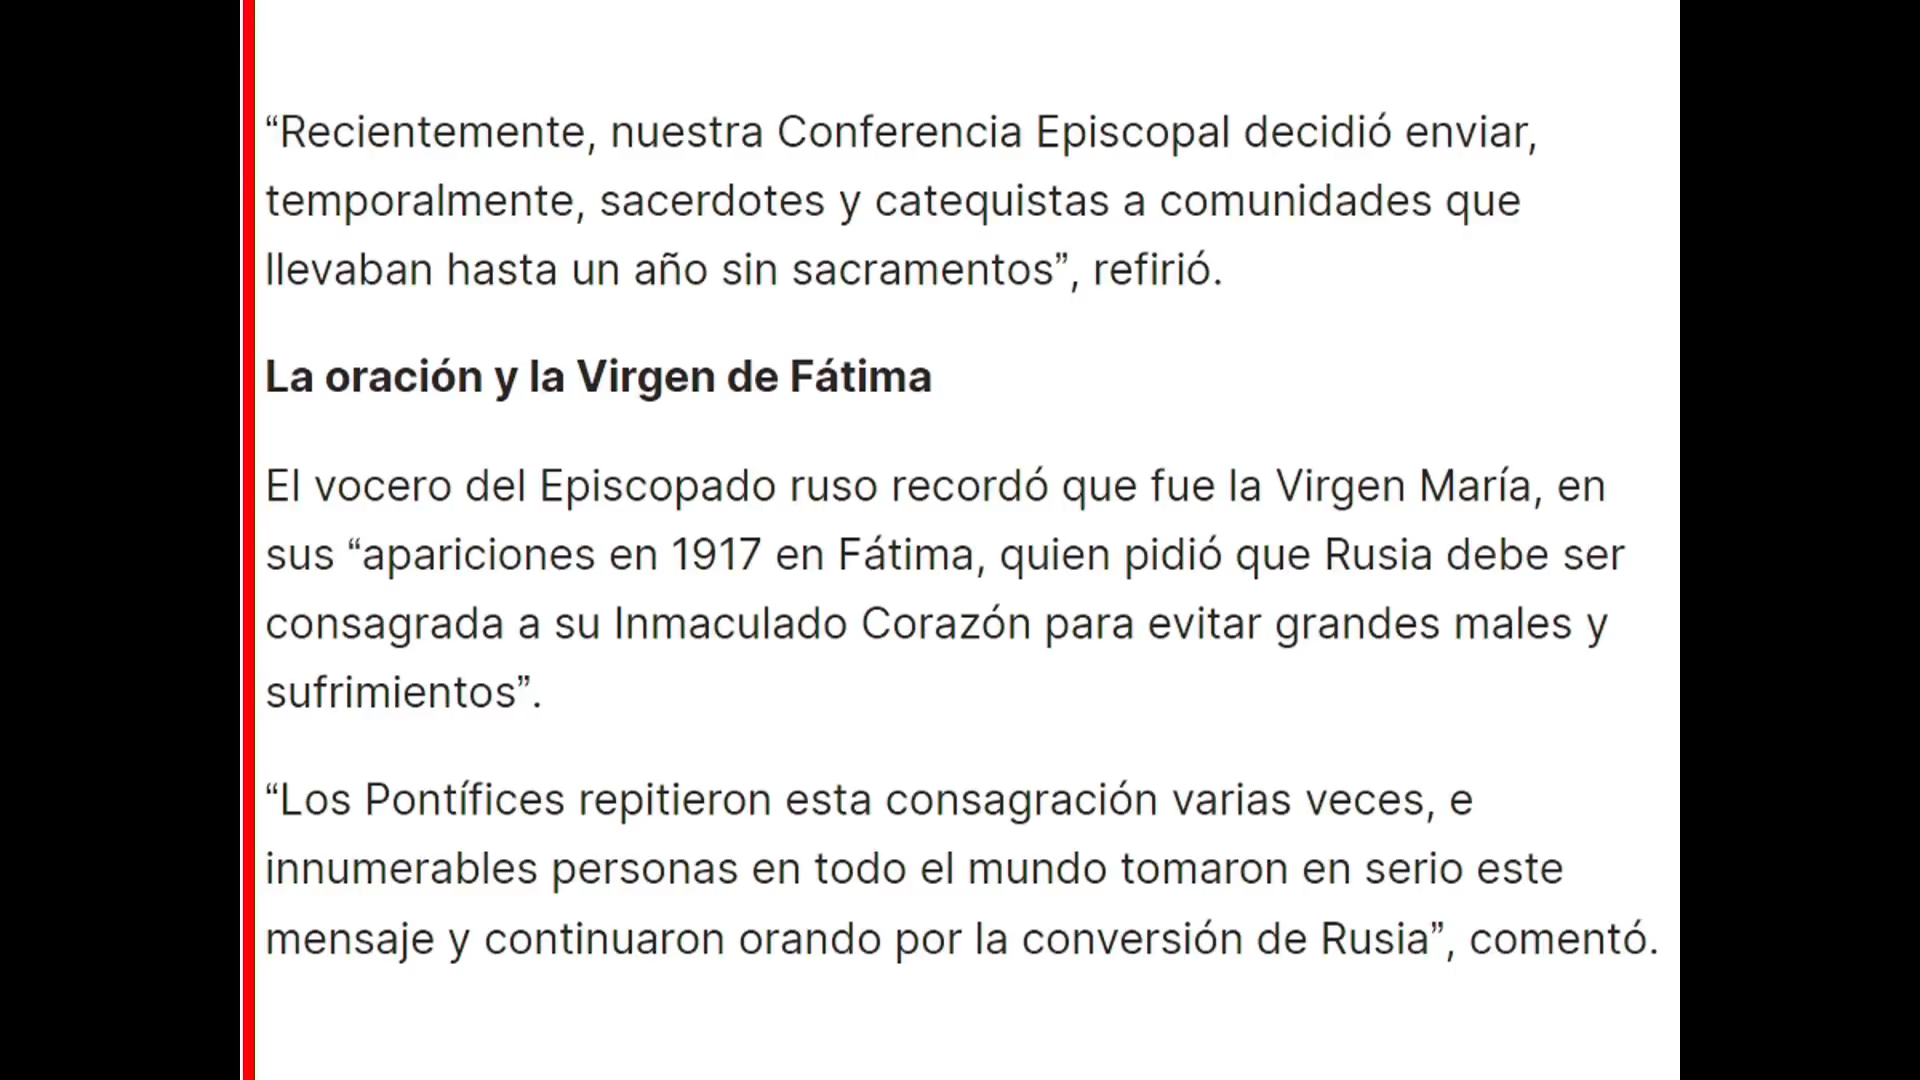 “Recientemente, nuestra Conferencia Episcopal decidió enviar,
temporalmente, sacerdotes y catequistas a comunidades que
llevaban hasta un año sin sacramentos”, refirió.
La oración y la Virgen de Fátima
El vocero del Episcopado ruso recordó que fue la Virgen María, en
sus “apariciones en 1917 en Fátima, quien pidió que Rusia debe ser
consagrada a su Inmaculado Corazón para evitar grandes males y
sufrimientos”.
“Los Pontífices repitieron esta consagración varias veces, e
innumerables personas en todo el mundo tomaron en serio este
mensaje y continuaron orando por la conversión de Rusia”, comentó.